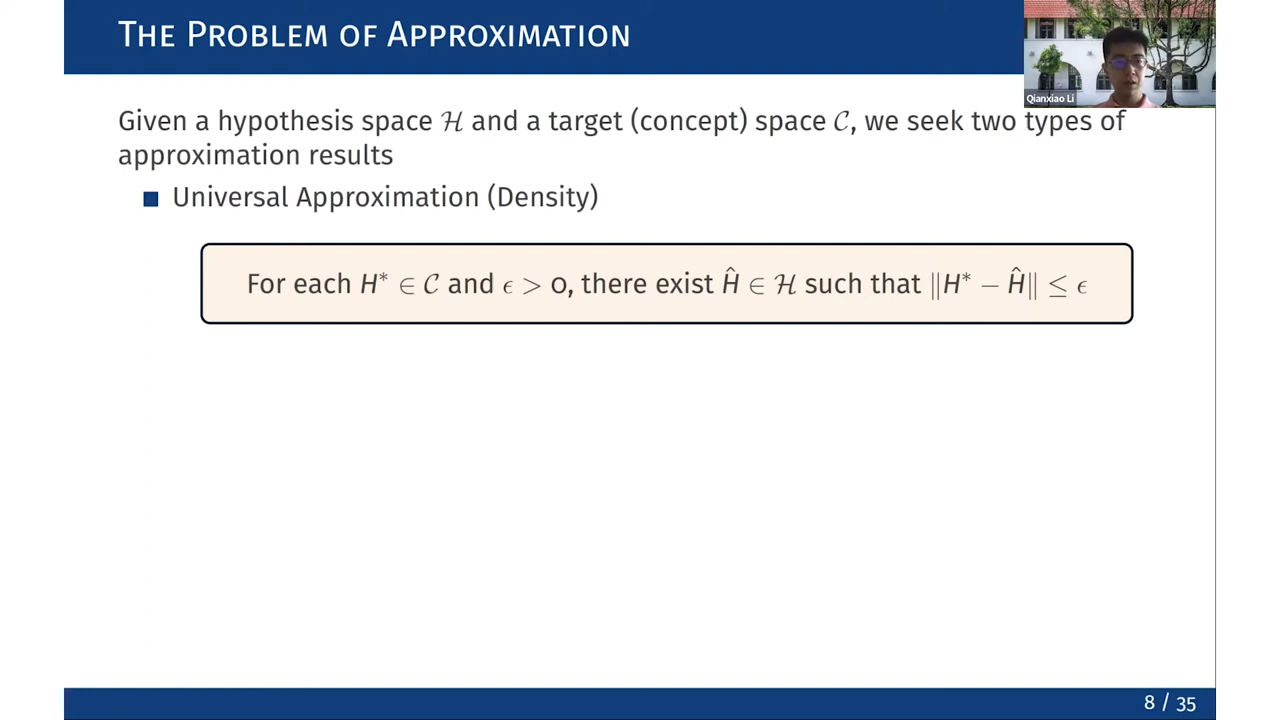 THE PROBLEM OF APPROXIMATION
Qianxiao Li
Given a hypothesis space ℋ and a target (concept) space 𝒞, we seek two types of
approximation results
Universal Approximation (Density)
For each H* ∈ 𝒞 and ϵ > 0, there exist Ĥ ∈ ℋ such that ‖H* − Ĥ‖ ≤ ϵ
8 / 35